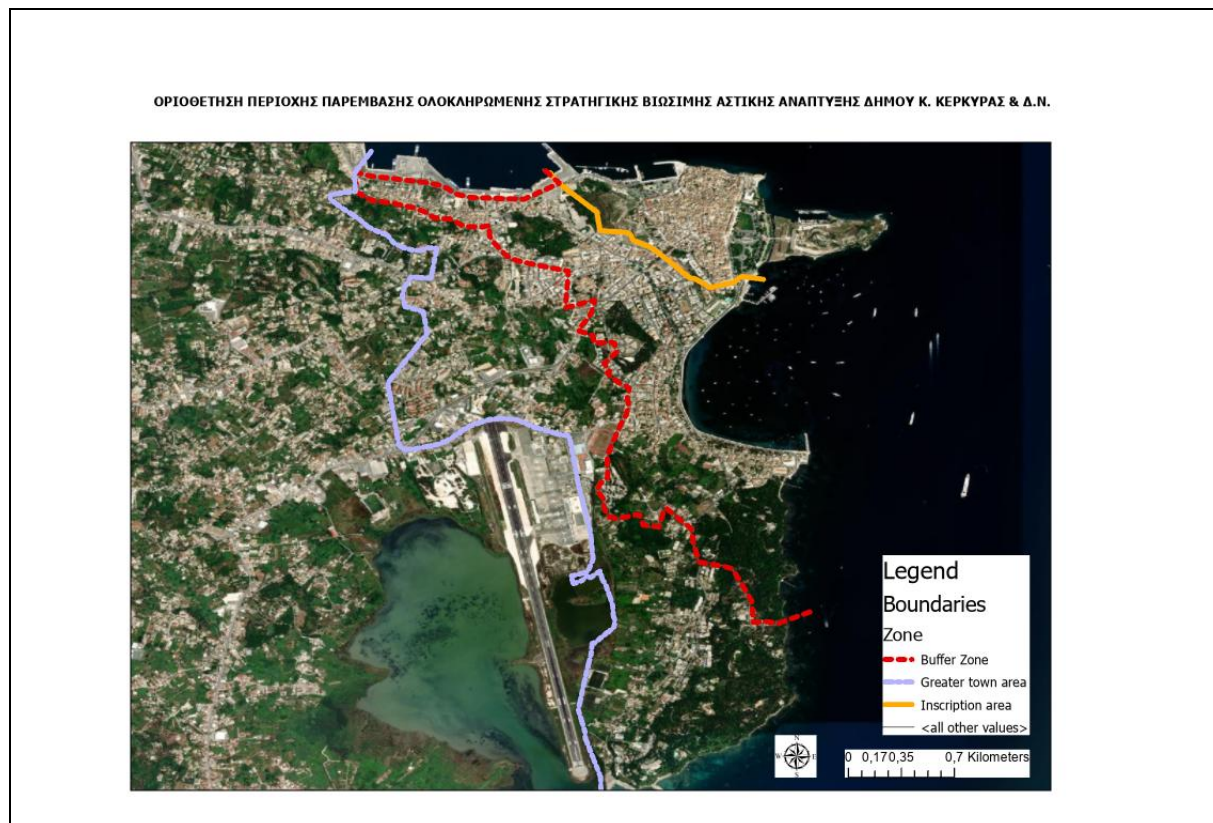 ΟΡΙΟΘΕΤΗΣΗ ΠΕΡΙΟΧΗΣ ΠΑΡΕΜΒΑΣΗΣ ΟΛΟΚΛΗΡΩΜΕΝΗΣ ΣΤΡΑΤΗΓΙΚΗΣ ΒΙΩΣΙΜΗΣ ΑΣΤΙΚΗΣ ΑΝΑΠΤΥΞΗΣ ΔΗΜΟΥ Κ. ΚΕΡΚΥΡΑΣ & Δ.Ν.
Legend
Boundaries
Zone
Buffer Zone
Greater town area
Inscription area
<all other values>
N
W E
S
0 0,170,35 0,7 Kilometers